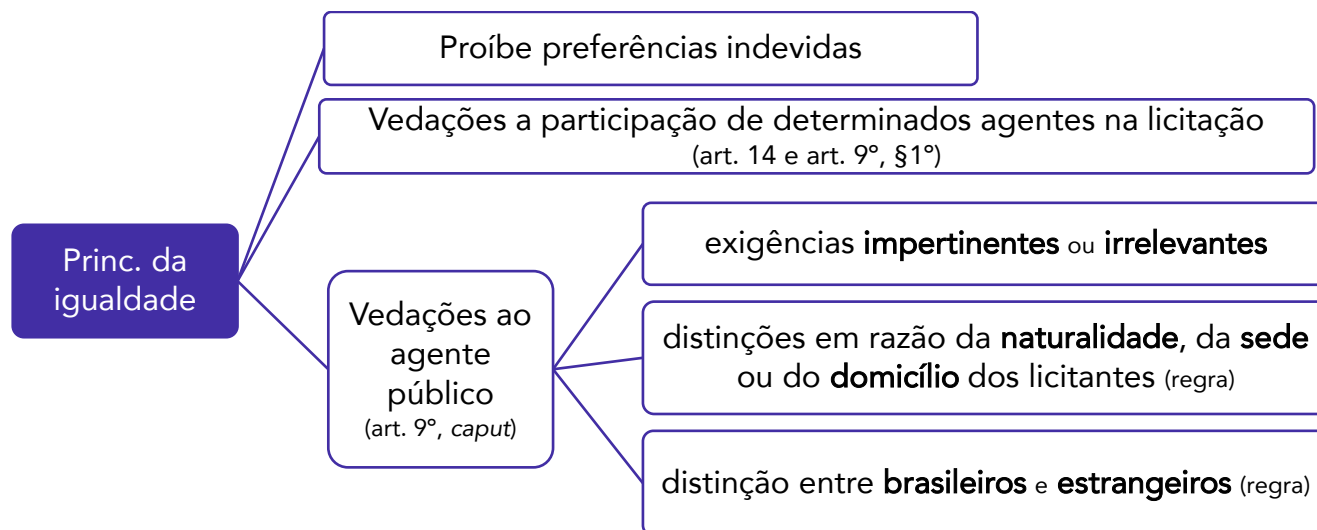 Proíbe preferências indevidas
Vedações a participação de determinados agentes na licitação
(art. 14 e art. 9º, §1º)
Princ. da
igualdade
Vedações ao
agente
público
(art. 9º, caput)
exigências impertinentes ou irrelevantes
distinções em razão da naturalidade, da sede
ou do domicílio dos licitantes (regra)
distinção entre brasileiros e estrangeiros (regra)